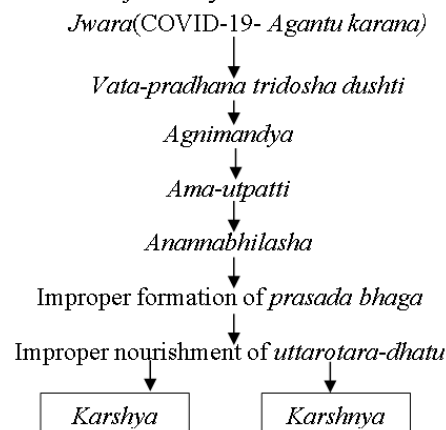 Jwara(COVID-19- Agantu karana)
Vata-pradhana tridosha dushti
Agnimandya
Ama-utpatti
Anannabhilasha
Improper formation of prasada bhaga
Improper nourishment of uttarotara-dhatu
Karshya
Karshnya